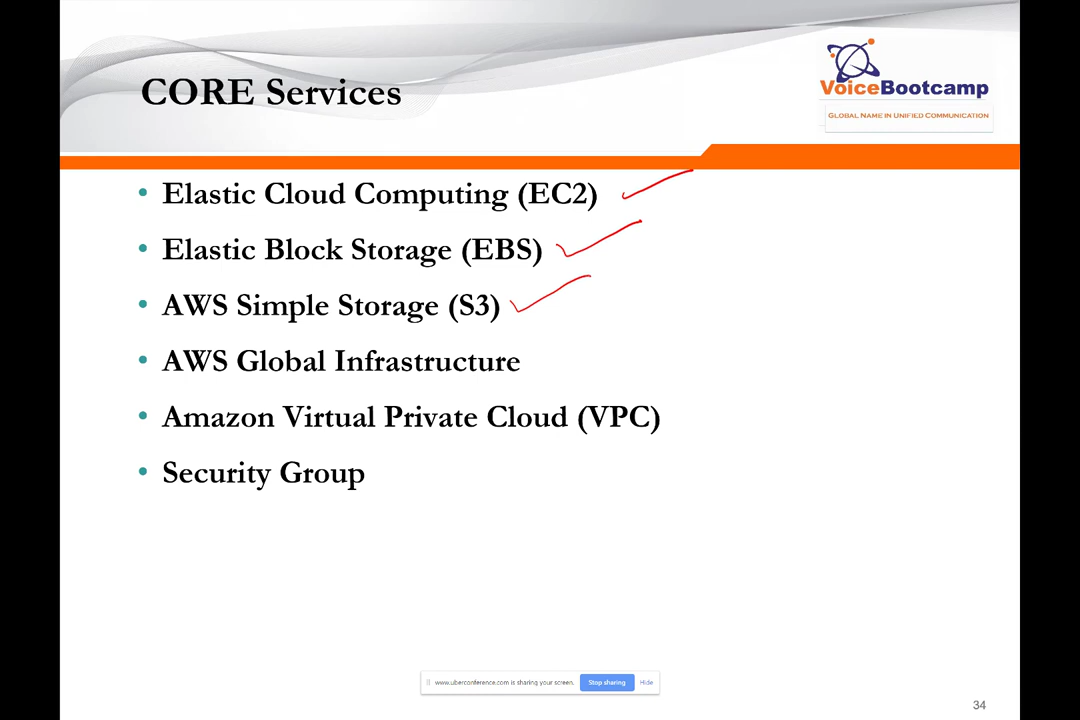 CORE Services
VoiceBootcamp
GLOBAL NAME IN UNIFIED COMMUNICATION
• Elastic Cloud Computing (EC2)
• Elastic Block Storage (EBS)
• AWS Simple Storage (S3)
• AWS Global Infrastructure
• Amazon Virtual Private Cloud (VPC)
• Security Group
www.uberconference.com is sharing your screen. Stop sharing Hide
34